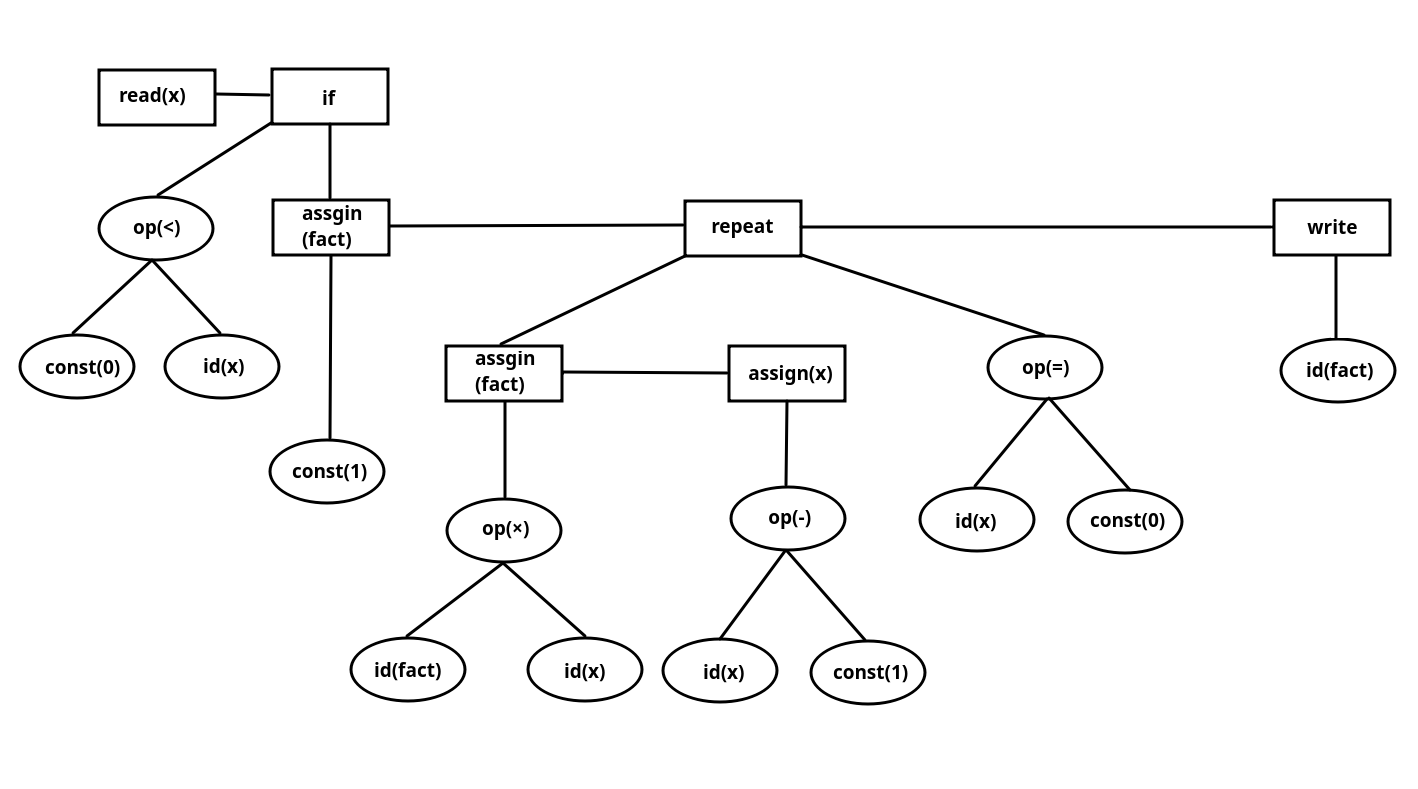 read(x)
if
op(<)
assgin
(fact)
repeat
write
const(0)
id(x)
assgin
(fact)
assign(x)
op(=)
id(fact)
const(1)
op(×)
op(-)
id(x)
const(0)
id(fact)
id(x)
id(x)
const(1)